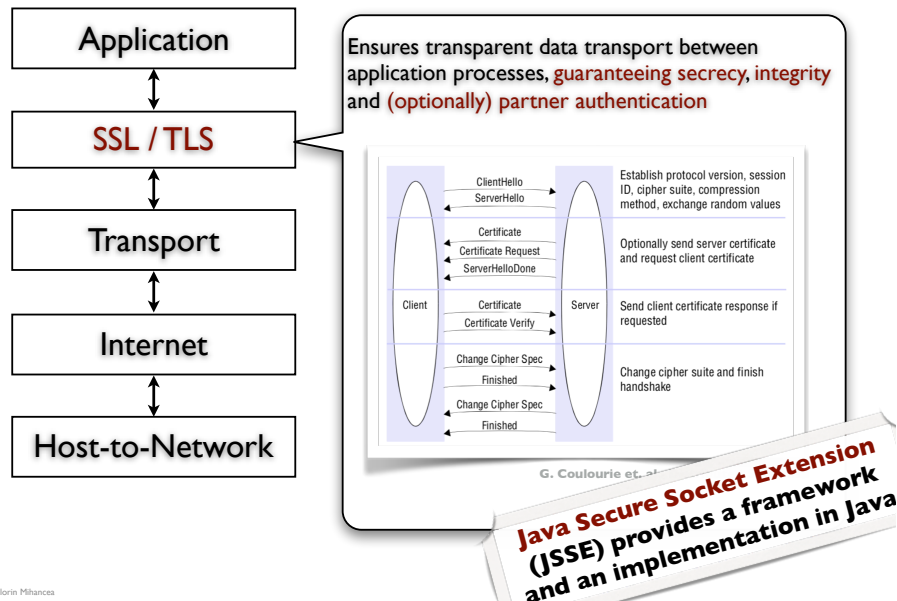 Application
SSL / TLS
Transport
Internet
Host-to-Network
Ensures transparent data transport between
application processes, guaranteeing secrecy, integrity
and (optionally) partner authentication
ClientHello
ServerHello
Establish protocol version, session
ID, cipher suite, compression
method, exchange random values
Certificate
Certificate Request
ServerHelloDone
Optionally send server certificate
and request client certificate
Client
Certificate
Certificate Verify
Server
Send client certificate response if
requested
Change Cipher Spec
Finished
Change Cipher Spec
Finished
Change cipher suite and finish
handshake
G. Coulourie et. al
Java Secure Socket Extension
(JSSE) provides a framework
and an implementation in Java
lorin Mihancea